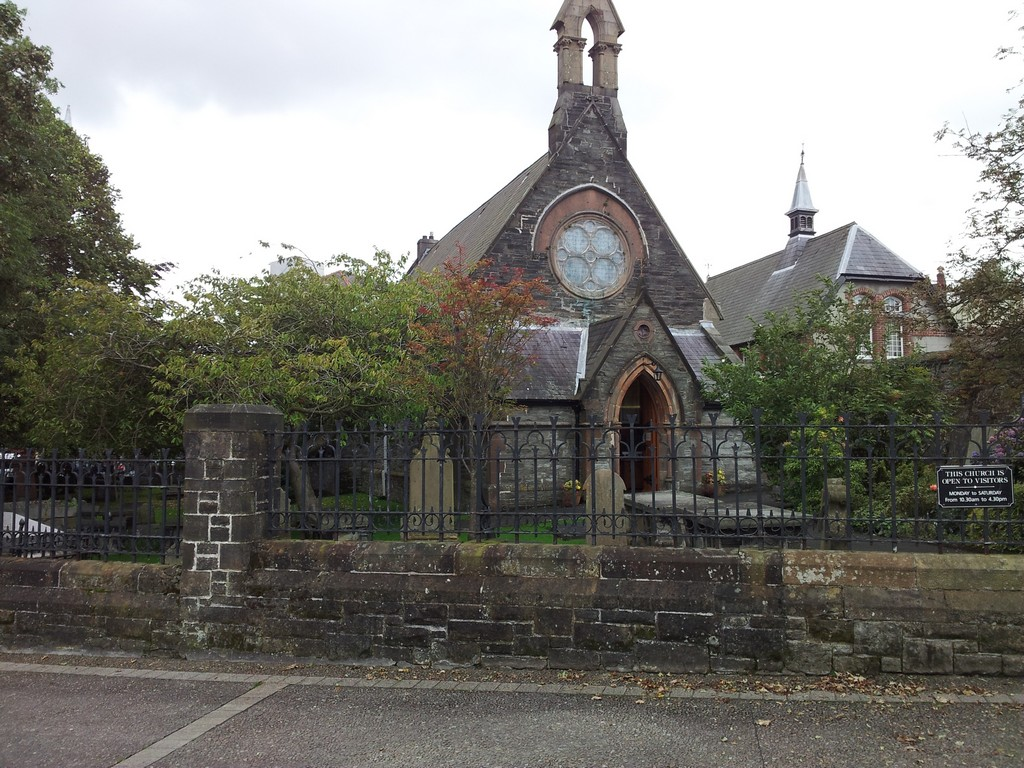 THIS CHURCH IS
OPEN TO VISITORS
MONDAY to SATURDAY
From 10.30am to 4.30pm